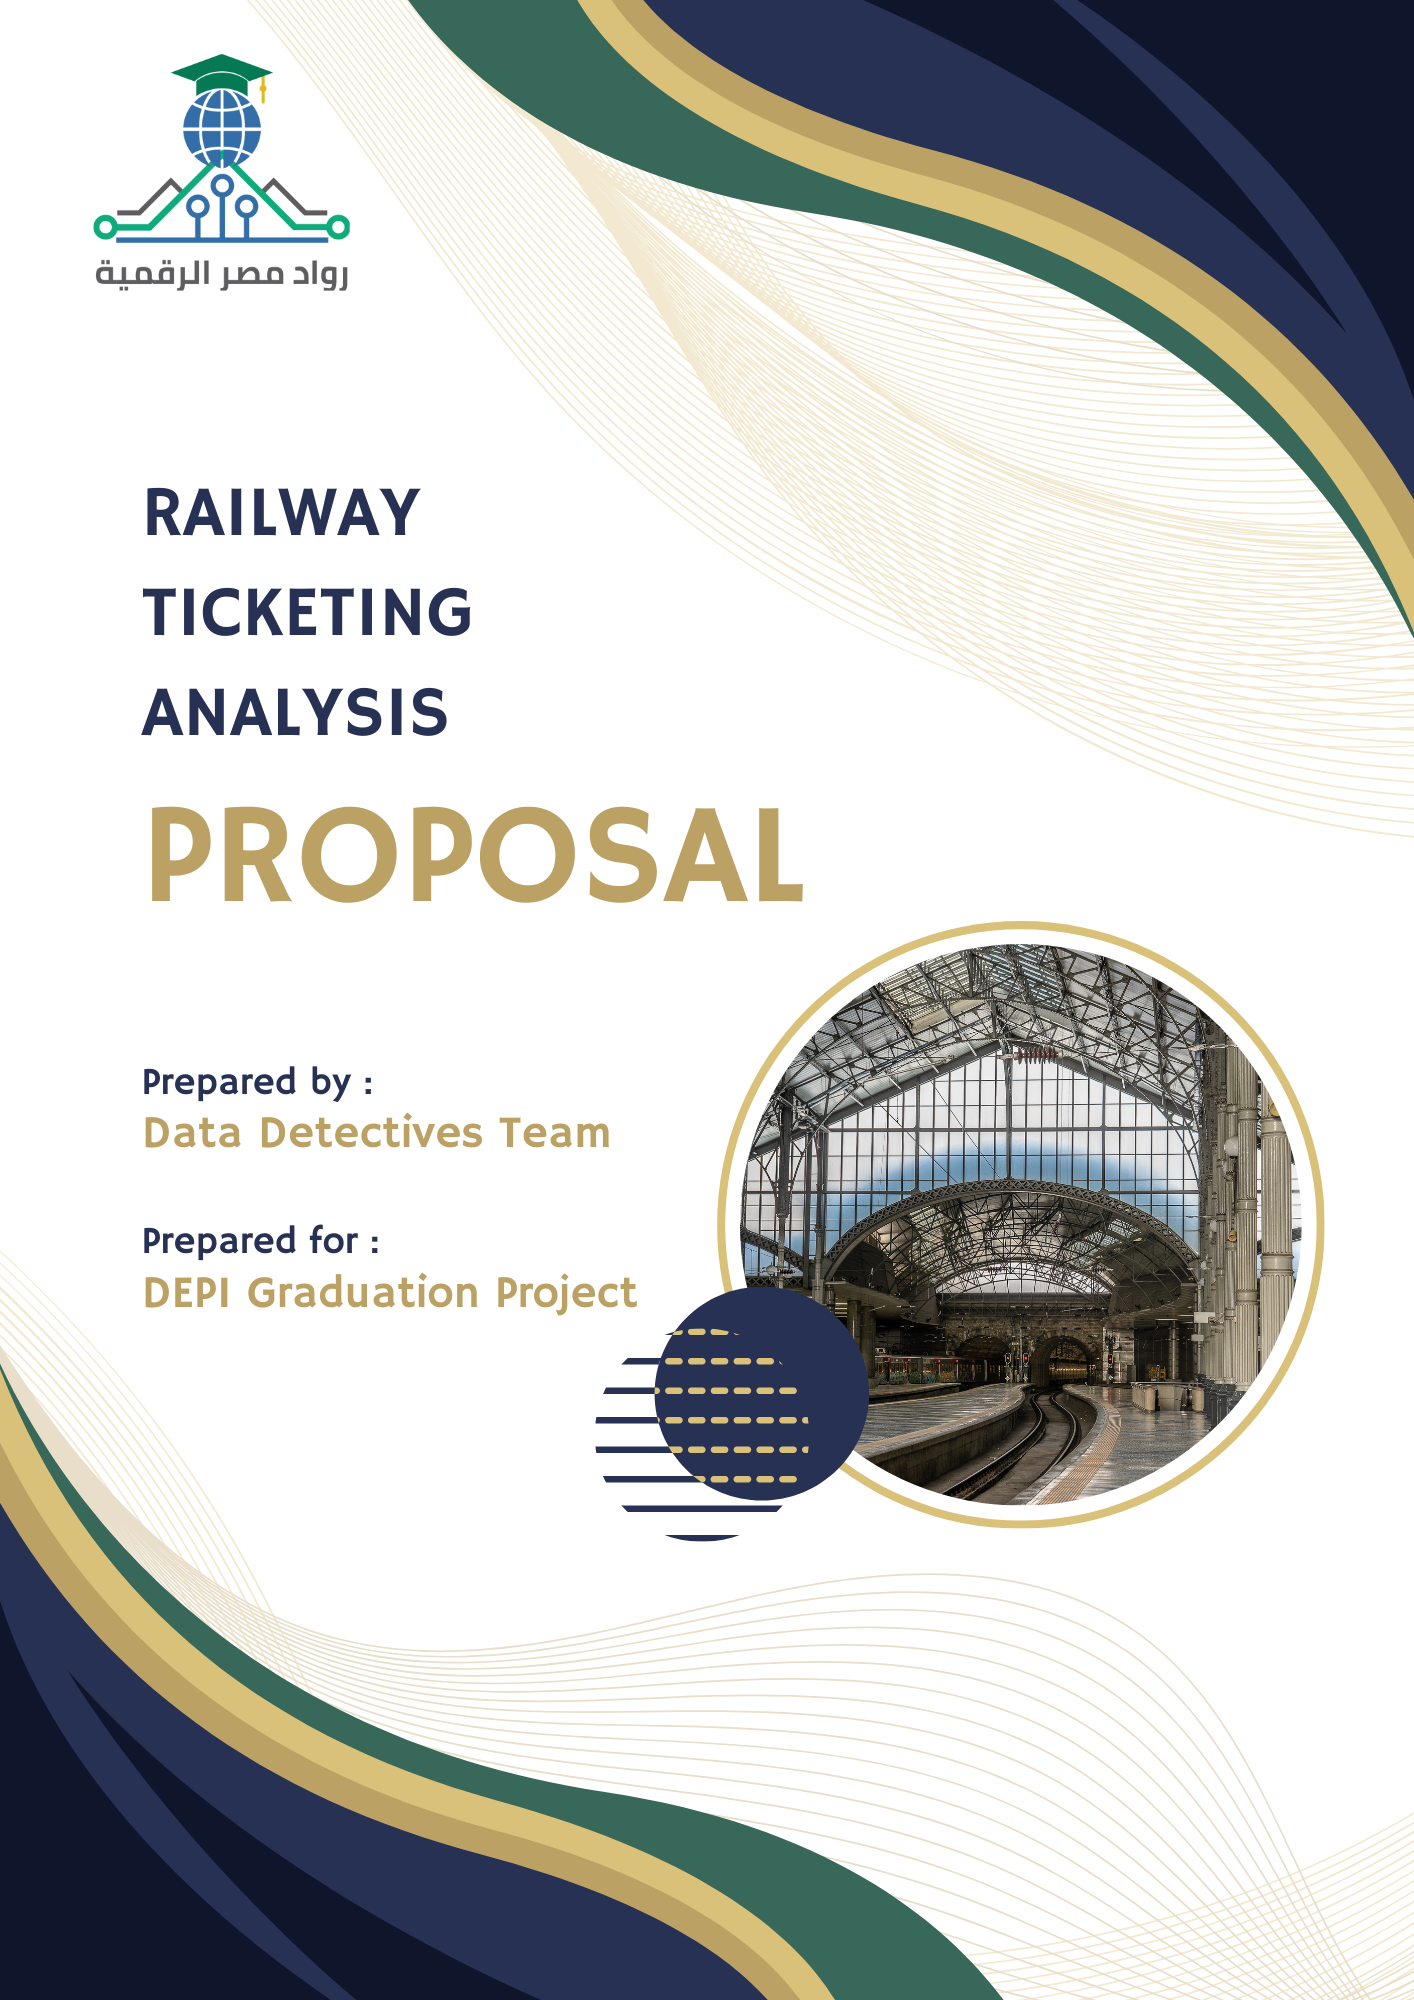 رواد مصر الرقمية
RAILWAY
TICKETING
ANALYSIS
PROPOSAL
Prepared by :
Data Detectives Team
Prepared for :
DEPI Graduation Project